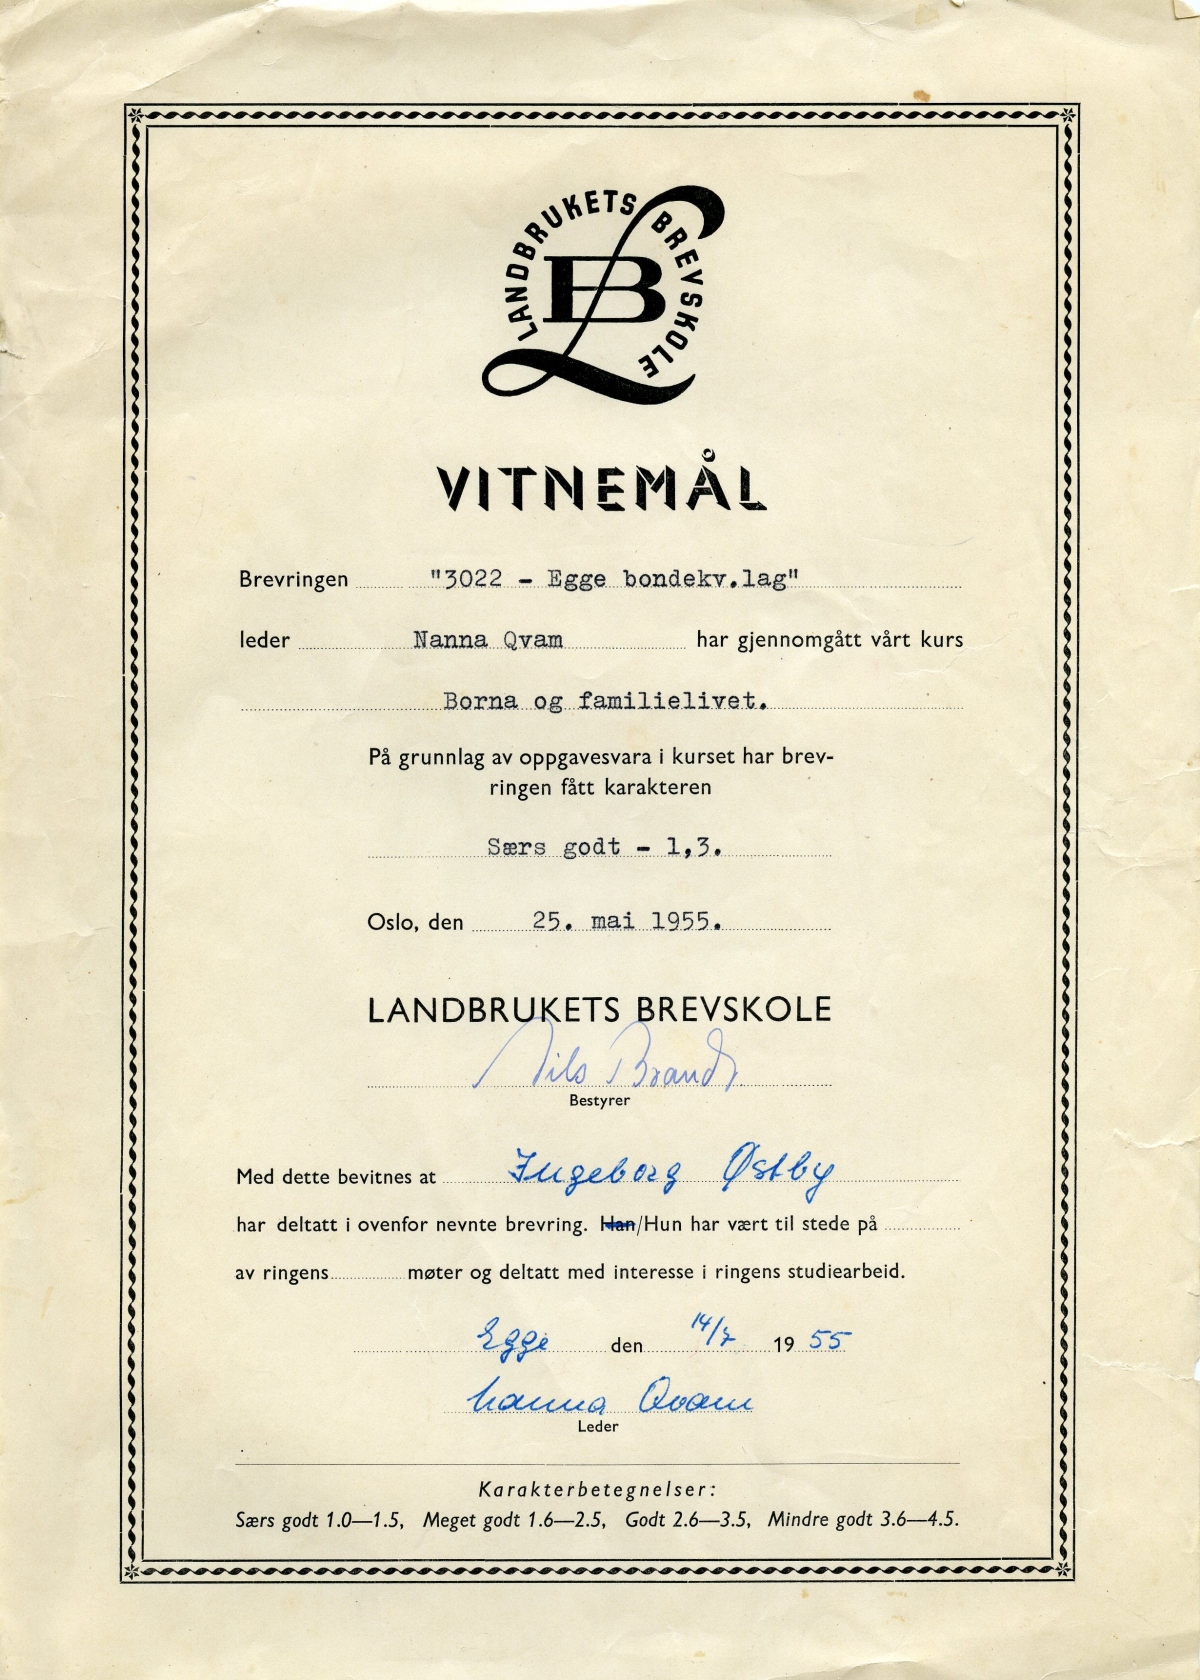 LANDBRUKETS BREVSKOLE
LB
VITNEMÅL
Brevringen "3022 - Egge bondekv.lag"
leder Nanna Qvam har gjennomgått vårt kurs
Borna og familielivet.
På grunnlag av oppgavesvara i kurset har brev-
ringen fått karakteren
Særs godt - 1,3.
Oslo, den 25. mai 1955.
LANDBRUKETS BREVSKOLE
Nils Brandt
Bestyrer
Med dette bevitnes at Ingeborg Østby
har deltatt i ovenfor nevnte brevring. Han/Hun har vært til stede på
av ringens møter og deltatt med interesse i ringens studiearbeid.
Egge den 14/7 1955
Nanna Qvam
Leder
Karakterbetegnelser:
Særs godt 1.0—1.5, Meget godt 1.6—2.5, Godt 2.6—3.5, Mindre godt 3.6—4.5.